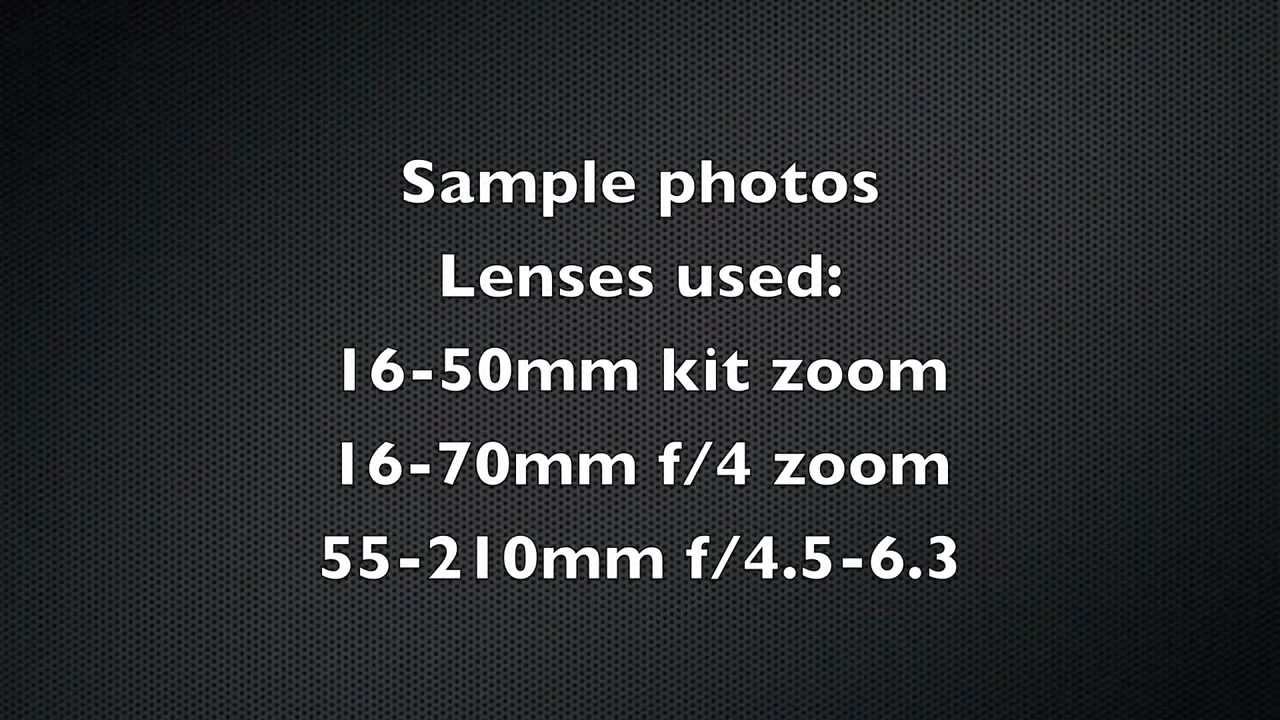 Sample photos
Lenses used:
16-50mm kit zoom
16-70mm f/4 zoom
55-210mm f/4.5-6.3